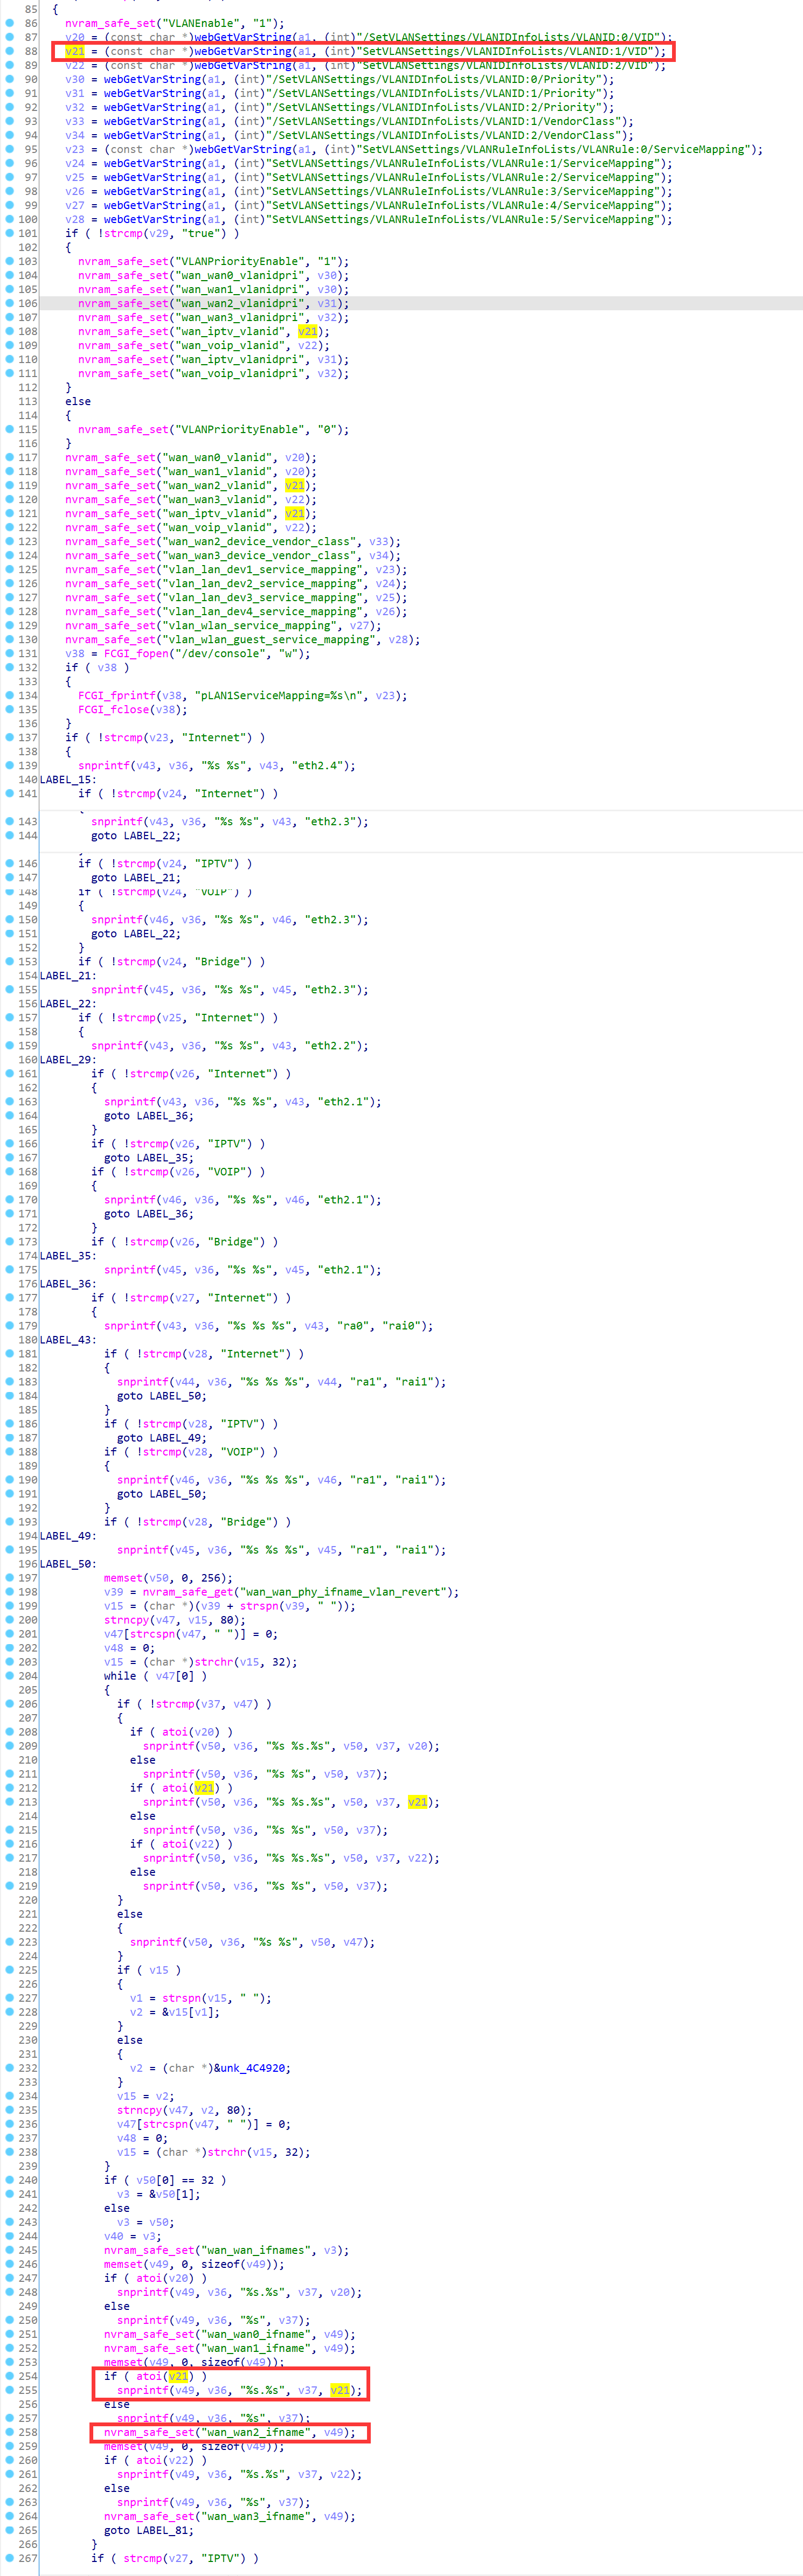 85 {
86 nvram_safe_set("VLANEnable", "1");
87 v20 = (const char *)webGetVarString(a1, (int)"/SetVLANSettings/VLANIDInfoLists/VLANID:0/VID");
88 v21 = (const char *)webGetVarString(a1, (int)"SetVLANSettings/VLANIDInfoLists/VLANID:1/VID");
89 v22 = (const char *)webGetVarString(a1, (int)"SetVLANSettings/VLANIDInfoLists/VLANID:2/VID");
90 v30 = webGetVarString(a1, (int)"/SetVLANSettings/VLANIDInfoLists/VLANID:0/Priority");
91 v31 = webGetVarString(a1, (int)"SetVLANSettings/VLANIDInfoLists/VLANID:1/Priority");
92 v32 = webGetVarString(a1, (int)"SetVLANSettings/VLANIDInfoLists/VLANID:2/Priority");
93 v33 = webGetVarString(a1, (int)"SetVLANSettings/VLANIDInfoLists/VLANID:1/VendorClass");
94 v34 = webGetVarString(a1, (int)"SetVLANSettings/VLANIDInfoLists/VLANID:2/VendorClass");
95 v23 = (const char *)webGetVarString(a1, (int)"SetVLANSettings/VLANRuleInfoLists/VLANRule:0/ServiceMapping");
96 v24 = webGetVarString(a1, (int)"SetVLANSettings/VLANRuleInfoLists/VLANRule:1/ServiceMapping");
97 v25 = webGetVarString(a1, (int)"SetVLANSettings/VLANRuleInfoLists/VLANRule:2/ServiceMapping");
98 v26 = webGetVarString(a1, (int)"SetVLANSettings/VLANRuleInfoLists/VLANRule:3/ServiceMapping");
99 v27 = webGetVarString(a1, (int)"SetVLANSettings/VLANRuleInfoLists/VLANRule:4/ServiceMapping");
100 v28 = webGetVarString(a1, (int)"SetVLANSettings/VLANRuleInfoLists/VLANRule:5/ServiceMapping");
101 if ( !strcmp(v29, "true") )
102 {
103 nvram_safe_set("VLANPriorityEnable", "1");
104 nvram_safe_set("wan_wan0_vlanidpri", v30);
105 nvram_safe_set("wan_wan1_vlanidpri", v30);
106 nvram_safe_set("wan_wan2_vlanidpri", v31);
107 nvram_safe_set("wan_wan3_vlanidpri", v32);
108 nvram_safe_set("wan_iptv_vlanid", v21);
109 nvram_safe_set("wan_voip_vlanid", v22);
110 nvram_safe_set("wan_iptv_vlanidpri", v31);
111 nvram_safe_set("wan_voip_vlanidpri", v32);
112 }
113 else
114 {
115 nvram_safe_set("VLANPriorityEnable", "0");
116 }
117 nvram_safe_set("wan_wan0_vlanid", v20);
118 nvram_safe_set("wan_wan1_vlanid", v20);
119 nvram_safe_set("wan_wan2_vlanid", v21);
120 nvram_safe_set("wan_wan3_vlanid", v22);
121 nvram_safe_set("wan_iptv_vlanid", v21);
122 nvram_safe_set("wan_voip_vlanid", v22);
123 nvram_safe_set("wan_wan2_device_vendor_class", v33);
124 nvram_safe_set("wan_wan3_device_vendor_class", v34);
125 nvram_safe_set("vlan_lan_dev1_service_mapping", v23);
126 nvram_safe_set("vlan_lan_dev2_service_mapping", v24);
127 nvram_safe_set("vlan_lan_dev3_service_mapping", v25);
128 nvram_safe_set("vlan_lan_dev4_service_mapping", v26);
129 nvram_safe_set("vlan_wlan_service_mapping", v27);
130 nvram_safe_set("vlan_wlan_guest_service_mapping", v28);
131 v38 = FCGI_fopen("/dev/console", "w");
132 if ( v38 )
133 {
134 FCGI_fprintf(v38, "pLAN1ServiceMapping=%s\n", v23);
135 FCGI_fclose(v38);
136 }
137 if ( !strcmp(v23, "Internet") )
138 {
139 snprintf(v43, v36, "%s %s", v43, "eth2.4");
140 LABEL_15:
141 if ( !strcmp(v24, "Internet") )
143 snprintf(v43, v36, "%s %s", v43, "eth2.3");
144 goto LABEL_22;
146 if ( !strcmp(v24, "IPTV") )
147 goto LABEL_21;
148 if ( !strcmp(v24, "VOIP") )
149 {
150 snprintf(v46, v36, "%s %s", v46, "eth2.3");
151 goto LABEL_22;
152 }
153 if ( !strcmp(v24, "Bridge") )
154 LABEL_21:
155 snprintf(v45, v36, "%s %s", v45, "eth2.3");
156 LABEL_22:
157 if ( !strcmp(v25, "Internet") )
158 {
159 snprintf(v43, v36, "%s %s", v43, "eth2.2");
160 LABEL_29:
161 if ( !strcmp(v26, "Internet") )
162 {
163 snprintf(v43, v36, "%s %s", v43, "eth2.1");
164 goto LABEL_36;
165 }
166 if ( !strcmp(v26, "IPTV") )
167 goto LABEL_35;
168 if ( !strcmp(v26, "VOIP") )
169 {
170 snprintf(v46, v36, "%s %s", v46, "eth2.1");
171 goto LABEL_36;
172 }
173 if ( !strcmp(v26, "Bridge") )
174 LABEL_35:
175 snprintf(v45, v36, "%s %s", v45, "eth2.1");
176 LABEL_36:
177 if ( !strcmp(v27, "Internet") )
178 {
179 snprintf(v43, v36, "%s %s %s", v43, "ra0", "rai0");
180 LABEL_43:
181 if ( !strcmp(v28, "Internet") )
182 {
183 snprintf(v44, v36, "%s %s %s", v44, "ra1", "rai1");
184 goto LABEL_50;
185 }
186 if ( !strcmp(v28, "IPTV") )
187 goto LABEL_49;
188 if ( !strcmp(v28, "VOIP") )
189 {
190 snprintf(v46, v36, "%s %s %s", v46, "ra1", "rai1");
191 goto LABEL_50;
192 }
193 if ( !strcmp(v28, "Bridge") )
194 LABEL_49:
195 snprintf(v45, v36, "%s %s %s", v45, "ra1", "rai1");
196 LABEL_50:
197 memset(v50, 0, 256);
198 v39 = nvram_safe_get("wan_wan_phy_ifname_vlan_revert");
199 v15 = (char *)(v39 + strspn(v39, " "));
200 strncpy(v47, v15, 80);
201 v47[strcspn(v47, " ")] = 0;
202 v48 = 0;
203 v15 = (char *)strchr(v15, 32);
204 while ( v47[0] )
205 {
206 if ( !strcmp(v37, v47) )
207 {
208 if ( atoi(v20) )
209 snprintf(v50, v36, "%s %s.%s", v50, v37, v20);
210 else
211 snprintf(v50, v36, "%s %s", v50, v37);
212 if ( atoi(v21) )
213 snprintf(v50, v36, "%s %s.%s", v50, v37, v21);
214 else
215 snprintf(v50, v36, "%s %s", v50, v37);
216 if ( atoi(v22) )
217 snprintf(v50, v36, "%s %s.%s", v50, v37, v22);
218 else
219 snprintf(v50, v36, "%s %s", v50, v37);
220 }
221 else
222 {
223 snprintf(v50, v36, "%s %s", v50, v47);
224 }
225 if ( v15 )
226 {
227 v1 = strspn(v15, " ");
228 v2 = &v15[v1];
229 }
230 else
231 {
232 v2 = (char *)&unk_4C4920;
233 }
234 v15 = v2;
235 strncpy(v47, v2, 80);
236 v47[strcspn(v47, " ")] = 0;
237 v48 = 0;
238 v15 = (char *)strchr(v15, 32);
239 }
240 if ( v50[0] == 32 )
241 v3 = &v50[1];
242 else
243 v3 = v50;
244 v40 = v3;
245 nvram_safe_set("wan_wan_ifnames", v3);
246 memset(v49, 0, sizeof(v49));
247 if ( atoi(v20) )
248 snprintf(v49, v36, "%s.%s", v37, v20);
249 else
250 snprintf(v49, v36, "%s", v37);
251 nvram_safe_set("wan_wan0_ifname", v49);
252 nvram_safe_set("wan_wan1_ifname", v49);
253 memset(v49, 0, sizeof(v49));
254 if ( atoi(v21) )
255 snprintf(v49, v36, "%s.%s", v37, v21);
256 else
257 snprintf(v49, v36, "%s", v37);
258 nvram_safe_set("wan_wan2_ifname", v49);
259 memset(v49, 0, sizeof(v49));
260 if ( atoi(v22) )
261 snprintf(v49, v36, "%s.%s", v37, v22);
262 else
263 snprintf(v49, v36, "%s", v37);
264 nvram_safe_set("wan_wan3_ifname", v49);
265 goto LABEL_81;
266 }
267 if ( strcmp(v27, "IPTV") )